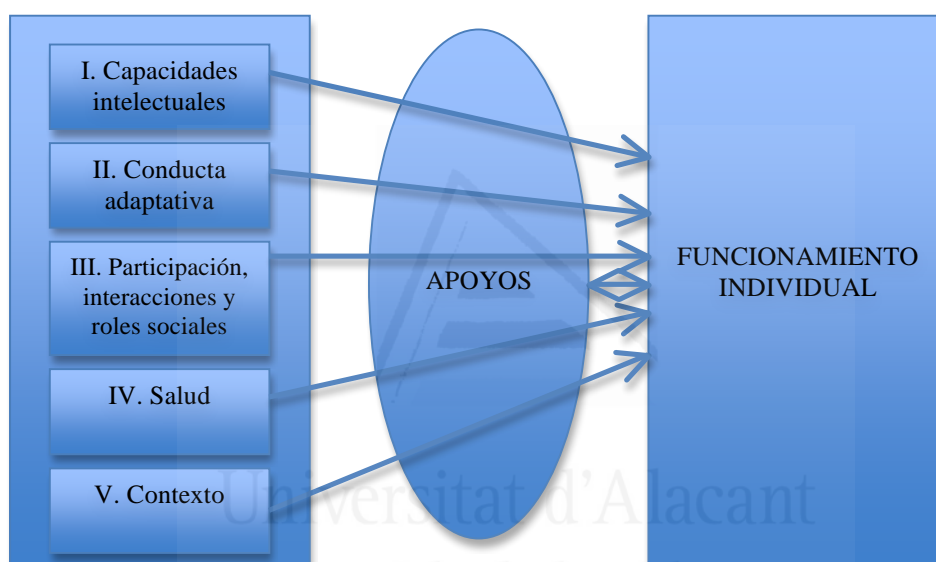 I. Capacidades
intelectuales
II. Conducta
adaptativa
III. Participación,
interacciones y
roles sociales
IV. Salud
V. Contexto
APOYOS
FUNCIONAMIENTO
INDIVIDUAL
Universitat d'Alacant